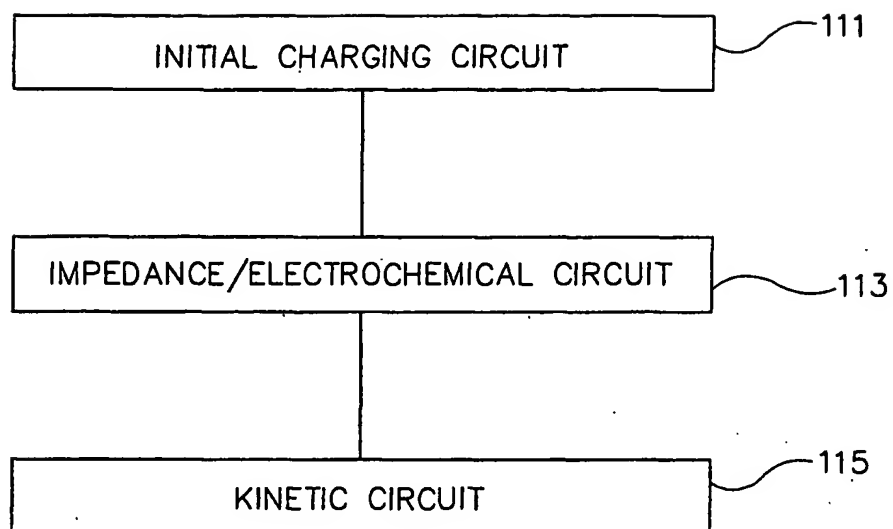 INITIAL CHARGING CIRCUIT 111
IMPEDANCE/ELECTROCHEMICAL CIRCUIT 113
KINETIC CIRCUIT 115